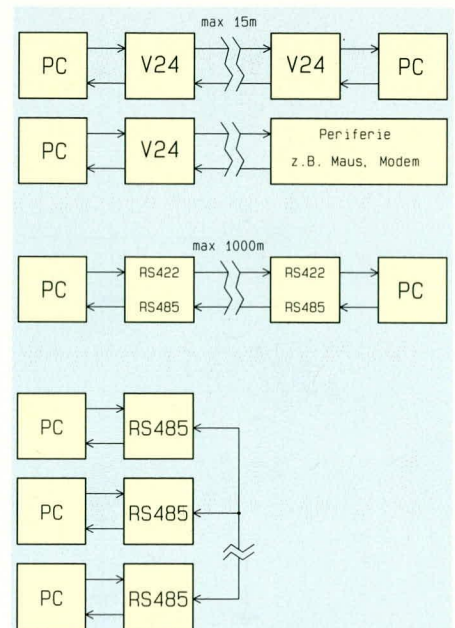 max 15m
PC V24 V24 PC
PC V24 Periferie
z.B. Maus, Modem
max 1000m
PC RS422 RS422 PC
RS485 RS485
PC RS485
PC RS485
PC RS485